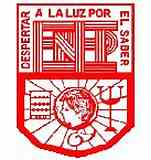 DESPERTAR A LA LUZ POR EL SABER
ENP